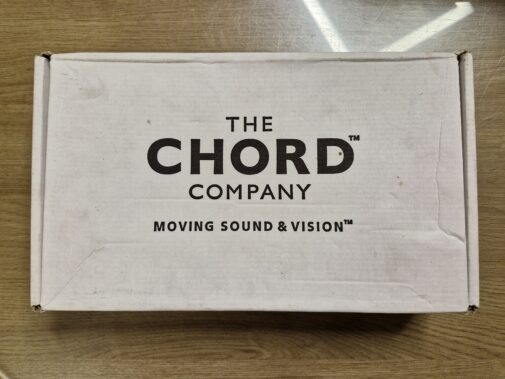 THE
CHORD™
COMPANY
MOVING SOUND & VISION™